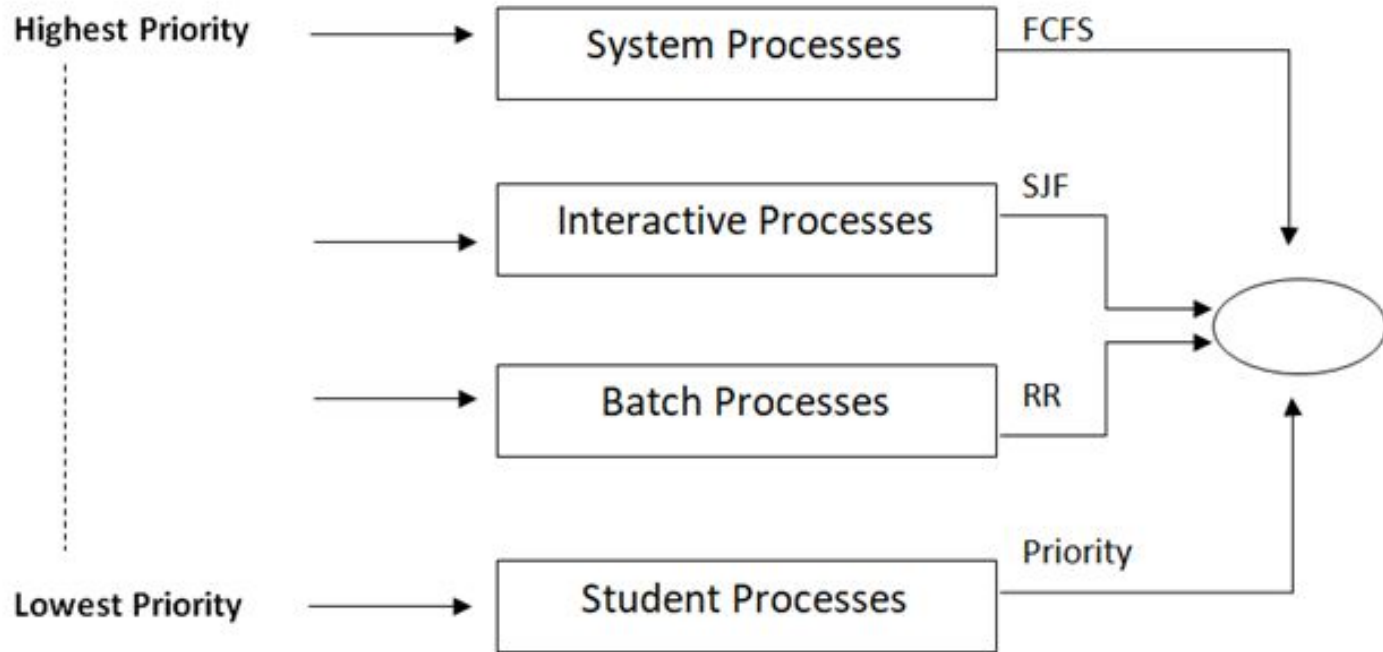 Highest Priority
System Processes
FCFS
Interactive Processes
SJF
Batch Processes
RR
Lowest Priority
Student Processes
Priority